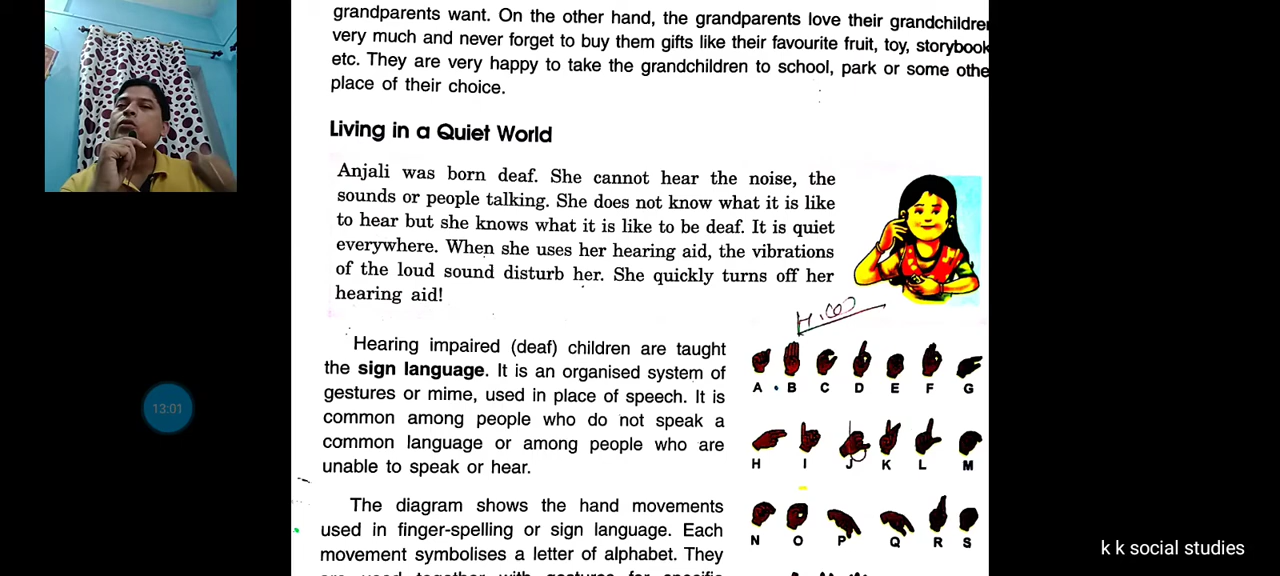 grandparents want. On the other hand, the grandparents love their grandchildre
very much and never forget to buy them gifts like their favourite fruit, toy, storybook
etc. They are very happy to take the grandchildren to school, park or some othe
place of their choice.
Living in a Quiet World
Anjali was born deaf. She cannot hear the noise, the
sounds or people talking. She does not know what it is like
to hear but she knows what it is like to be deaf. It is quiet
everywhere. When she uses her hearing aid, the vibrations
of the loud sound disturb her. She quickly turns off her
hearing aid!
Hearing impaired (deaf) children are taught
the sign language. It is an organised system of
gestures or mime, used in place of speech. It is
common among people who do not speak a
common language or among people who are
unable to speak or hear.
The diagram shows the hand movements
used in finger-spelling or sign language. Each
movement symbolises a letter of alphabet. They
A B C D E F G
H I J K L M
N O P Q R S
13:01
k k social studies